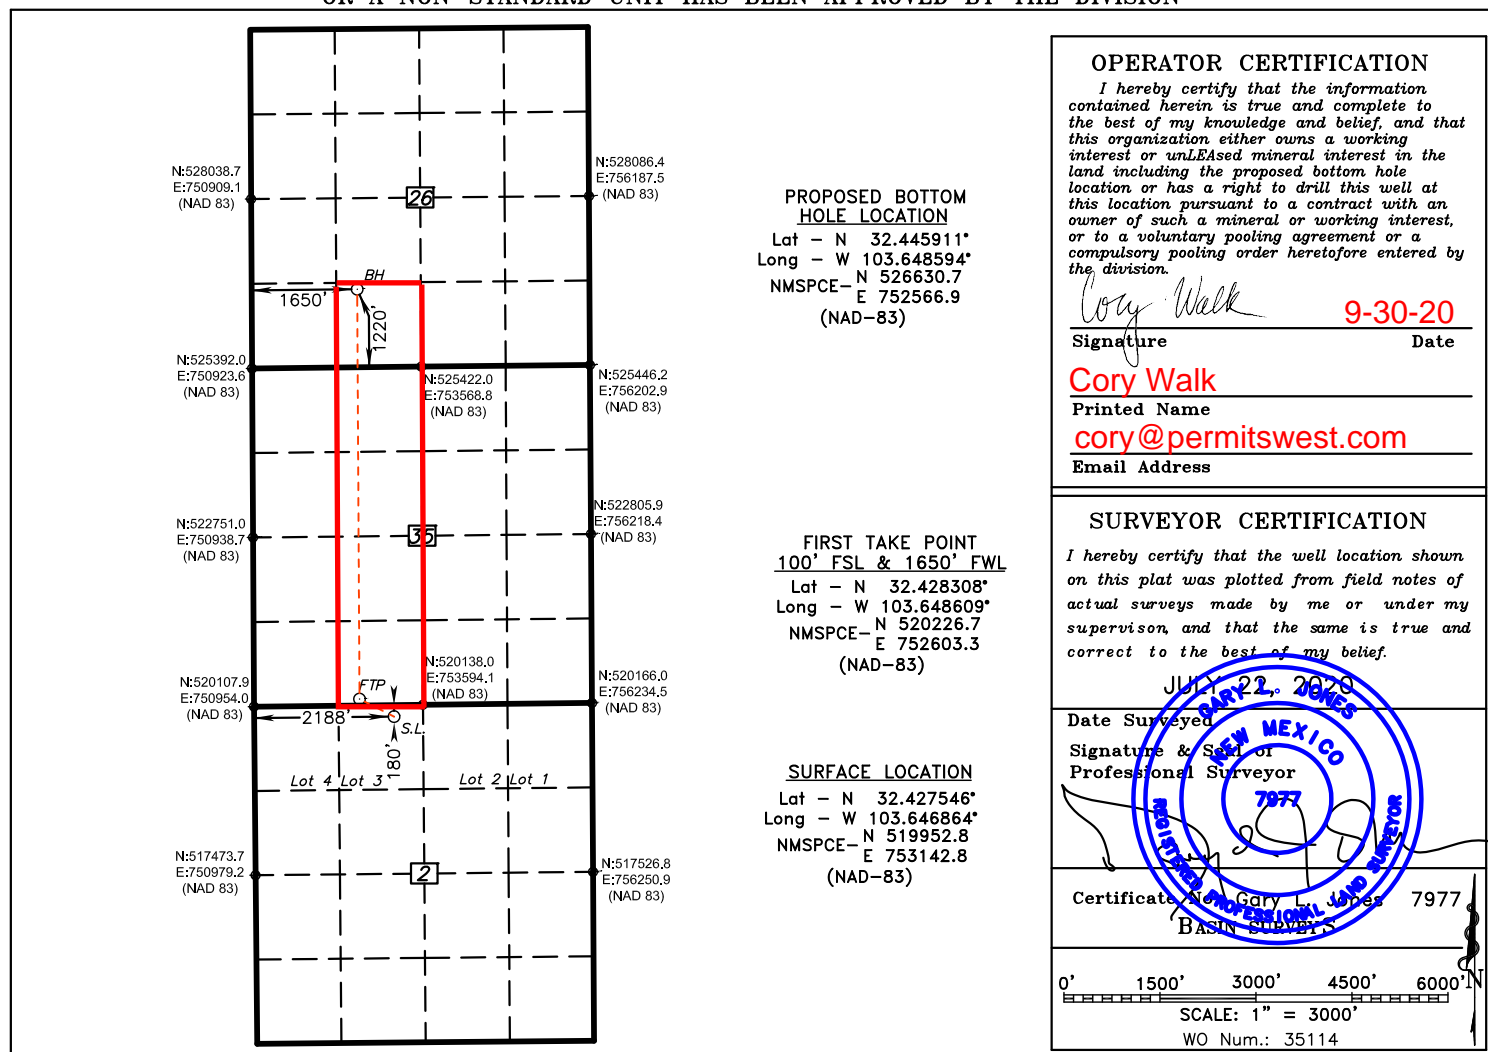 OR A NON-STANDARD UNIT HAS BEEN APPROVED BY THE DIVISION
N:528038.7
E:750909.1
(NAD 83)
N:528086.4
E:756187.5
(NAD 83)
26
BH
1650'
1220'
N:525392.0
E:750923.6
(NAD 83)
N:525422.0
E:753568.8
(NAD 83)
N:525446.2
E:756202.9
(NAD 83)
N:522751.0
E:750938.7
(NAD 83)
N:522805.9
E:756218.4
(NAD 83)
35
N:520107.9
E:750954.0
(NAD 83)
FTP
N:520138.0
E:753594.1
(NAD 83)
N:520166.0
E:756234.5
(NAD 83)
2188'
S.L.
180'
Lot 4 Lot 3 Lot 2 Lot 1
N:517473.7
E:750979.2
(NAD 83)
N:517526.8
E:756250.9
(NAD 83)
2
PROPOSED BOTTOM
HOLE LOCATION
Lat - N 32.445911°
Long - W 103.648594°
NMSPCE- N 526630.7
E 752566.9
(NAD-83)
FIRST TAKE POINT
100' FSL & 1650' FWL
Lat - N 32.428308°
Long - W 103.648609°
NMSPCE- N 520226.7
E 752603.3
(NAD-83)
SURFACE LOCATION
Lat - N 32.427546°
Long - W 103.646864°
NMSPCE- N 519952.8
E 753142.8
(NAD-83)
OPERATOR CERTIFICATION
I hereby certify that the information
contained herein is true and complete to
the best of my knowledge and belief, and that
this organization either owns a working
interest or unLEAsed mineral interest in the
land including the proposed bottom hole
location or has a right to drill this well at
this location pursuant to a contract with an
owner of such a mineral or working interest,
or to a voluntary pooling agreement or a
compulsory pooling order heretofore entered by
the division.
Cory Walk 9-30-20
Signature Date
Cory Walk
Printed Name
cory@permitswest.com
Email Address
SURVEYOR CERTIFICATION
I hereby certify that the well location shown
on this plat was plotted from field notes of
actual surveys made by me or under my
supervison, and that the same is true and
correct to the best of my belief.
JULY 22, 2020
Date Surveyed
Signature & Seal of
Professional Surveyor
GARY L. JONES
NEW MEXICO
7977
REGISTERED PROFESSIONAL LAND SURVEYOR
Certificate No. Gary L. Jones 7977
BASIN SURVEYS
0' 1500' 3000' 4500' 6000'
N
SCALE: 1" = 3000'
WO Num.: 35114